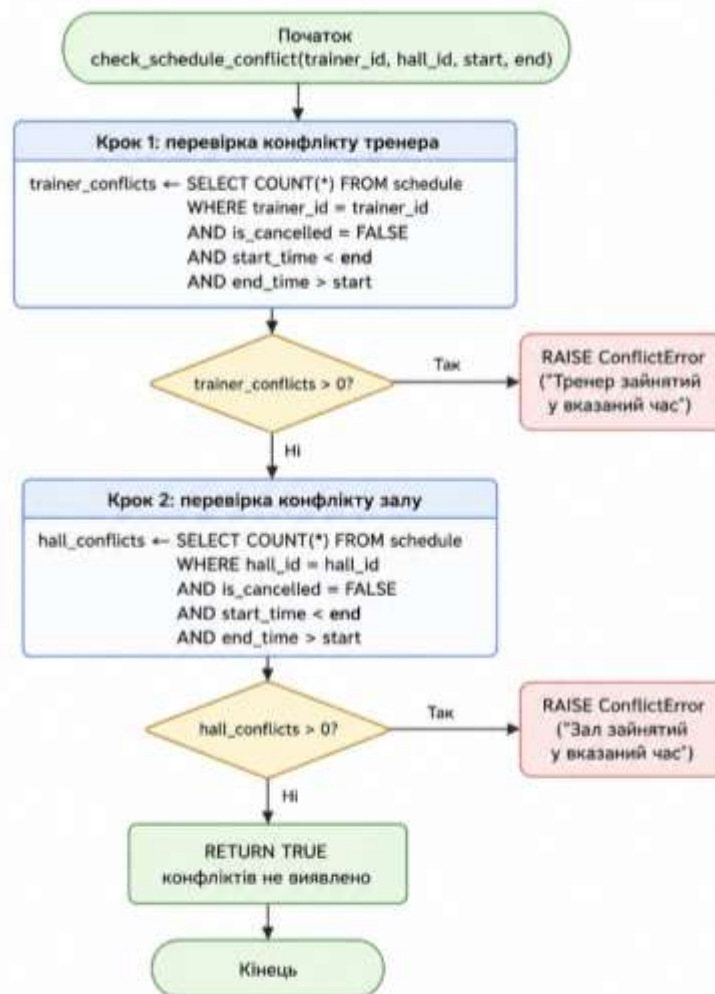 Початок
check_schedule_conflict(trainer_id, hall_id, start, end)
Крок 1: перевірка конфлікту тренера
trainer_conflicts ← SELECT COUNT(*) FROM schedule
WHERE trainer_id = trainer_id
AND is_cancelled = FALSE
AND start_time < end
AND end_time > start
trainer_conflicts > 0?
Так
RAISE ConflictError
("Тренер зайнятий
у вказаний час")
Ні
Крок 2: перевірка конфлікту залу
hall_conflicts ← SELECT COUNT(*) FROM schedule
WHERE hall_id = hall_id
AND is_cancelled = FALSE
AND start_time < end
AND end_time > start
hall_conflicts > 0?
Так
RAISE ConflictError
("Зал зайнятий
у вказаний час")
Ні
RETURN TRUE
конфліктів не виявлено
Кінець